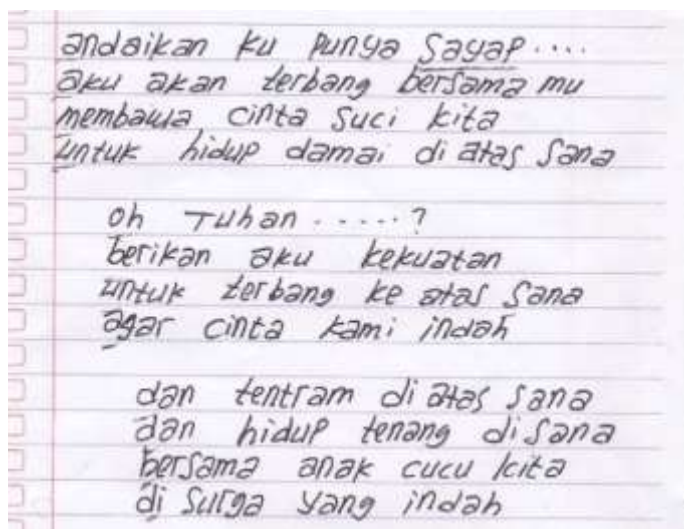 andaikan ku punya sayap....
aku akan terbang bersama mu
membawa cinta suci kita
untuk hidup damai di atas sana
oh Tuhan.....?
berikan aku kekuatan
untuk terbang ke atas sana
agar cinta kami indah
dan tentram di atas sana
dan hidup tenang di sana
bersama anak cucu kita
di surga yang indah